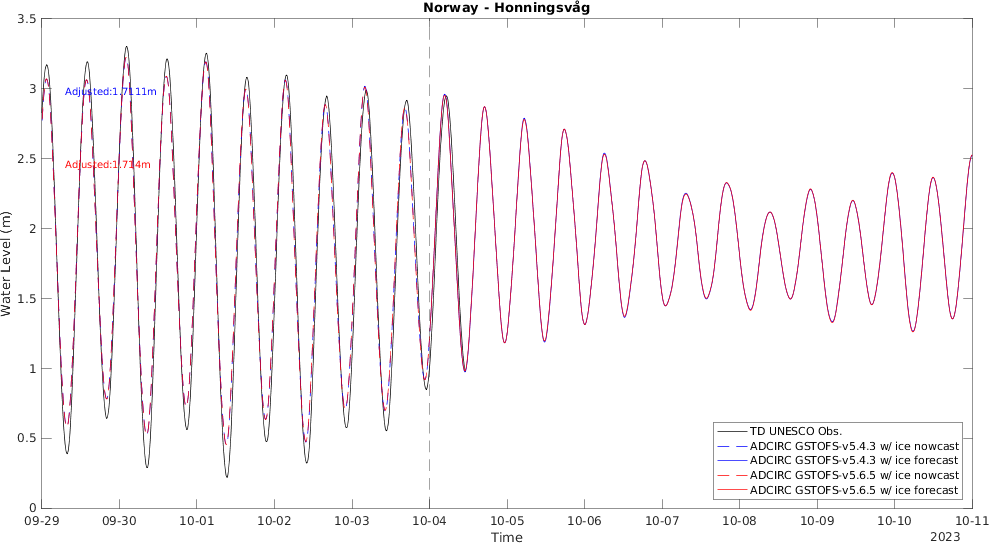 Norway - Honningsvåg
3.5
3
2.5
2
1.5
1
0.5
0
Water Level (m)
Adjusted:1.7111m
Adjusted:1.714m
TD UNESCO Obs.
ADCIRC GSTOFS-v5.4.3 w/ ice nowcast
ADCIRC GSTOFS-v5.4.3 w/ ice forecast
ADCIRC GSTOFS-v5.6.5 w/ ice nowcast
ADCIRC GSTOFS-v5.6.5 w/ ice forecast
09-29 09-30 10-01 10-02 10-03 10-04 10-05 10-06 10-07 10-08 10-09 10-10 10-11
Time
2023